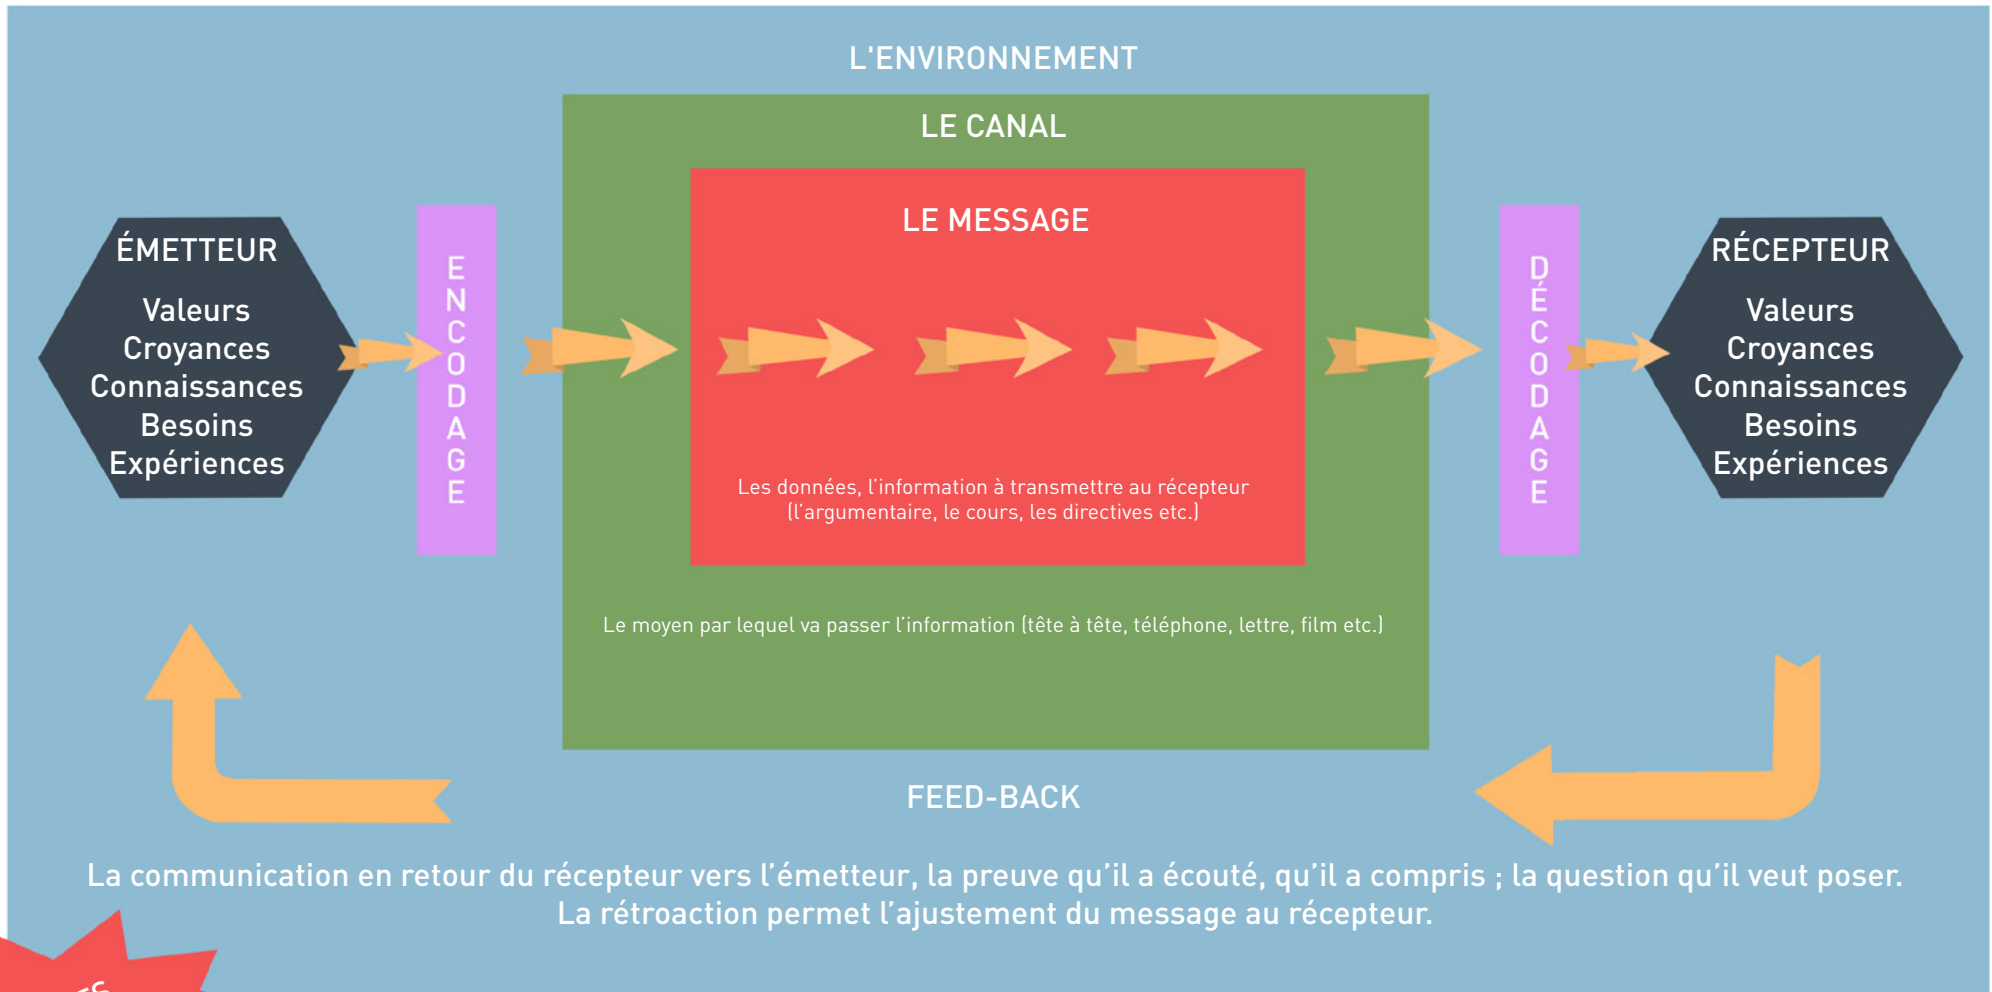 L'ENVIRONNEMENT
LE CANAL
LE MESSAGE
ÉMETTEUR
Valeurs
Croyances
Connaissances
Besoins
Expériences
ENCODAGE
Les données, l’information à transmettre au récepteur
(l’argumentaire, le cours, les directives etc.)
Le moyen par lequel va passer l’information (tête à tête, téléphone, lettre, film etc.)
DÉCODAGE
RÉCEPTEUR
Valeurs
Croyances
Connaissances
Besoins
Expériences
FEED-BACK
La communication en retour du récepteur vers l’émetteur, la preuve qu’il a écouté, qu’il a compris ; la question qu’il veut poser.
La rétroaction permet l’ajustement du message au récepteur.